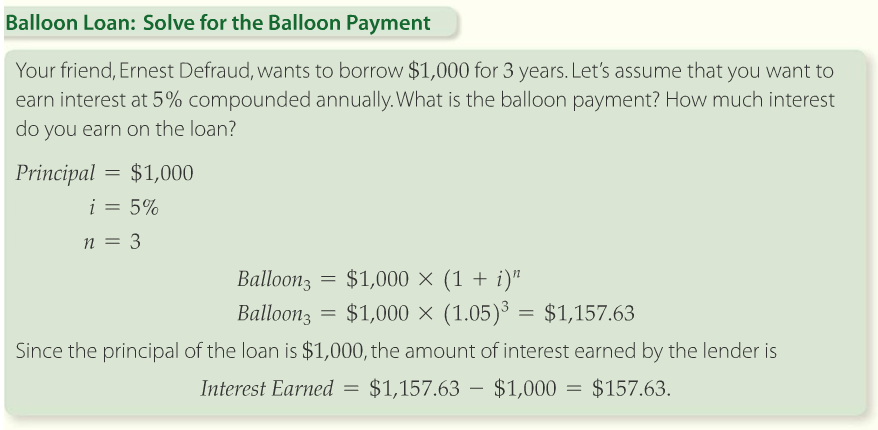 Balloon Loan: Solve for the Balloon Payment
Your friend, Ernest Defraud, wants to borrow $1,000 for 3 years. Let's assume that you want to
earn interest at 5% compounded annually. What is the balloon payment? How much interest
do you earn on the loan?
Principal = $1,000
i = 5%
n = 3
Balloon₃ = $1,000 × (1 + i)ⁿ
Balloon₃ = $1,000 × (1.05)³ = $1,157.63
Since the principal of the loan is $1,000, the amount of interest earned by the lender is
Interest Earned = $1,157.63 − $1,000 = $157.63.